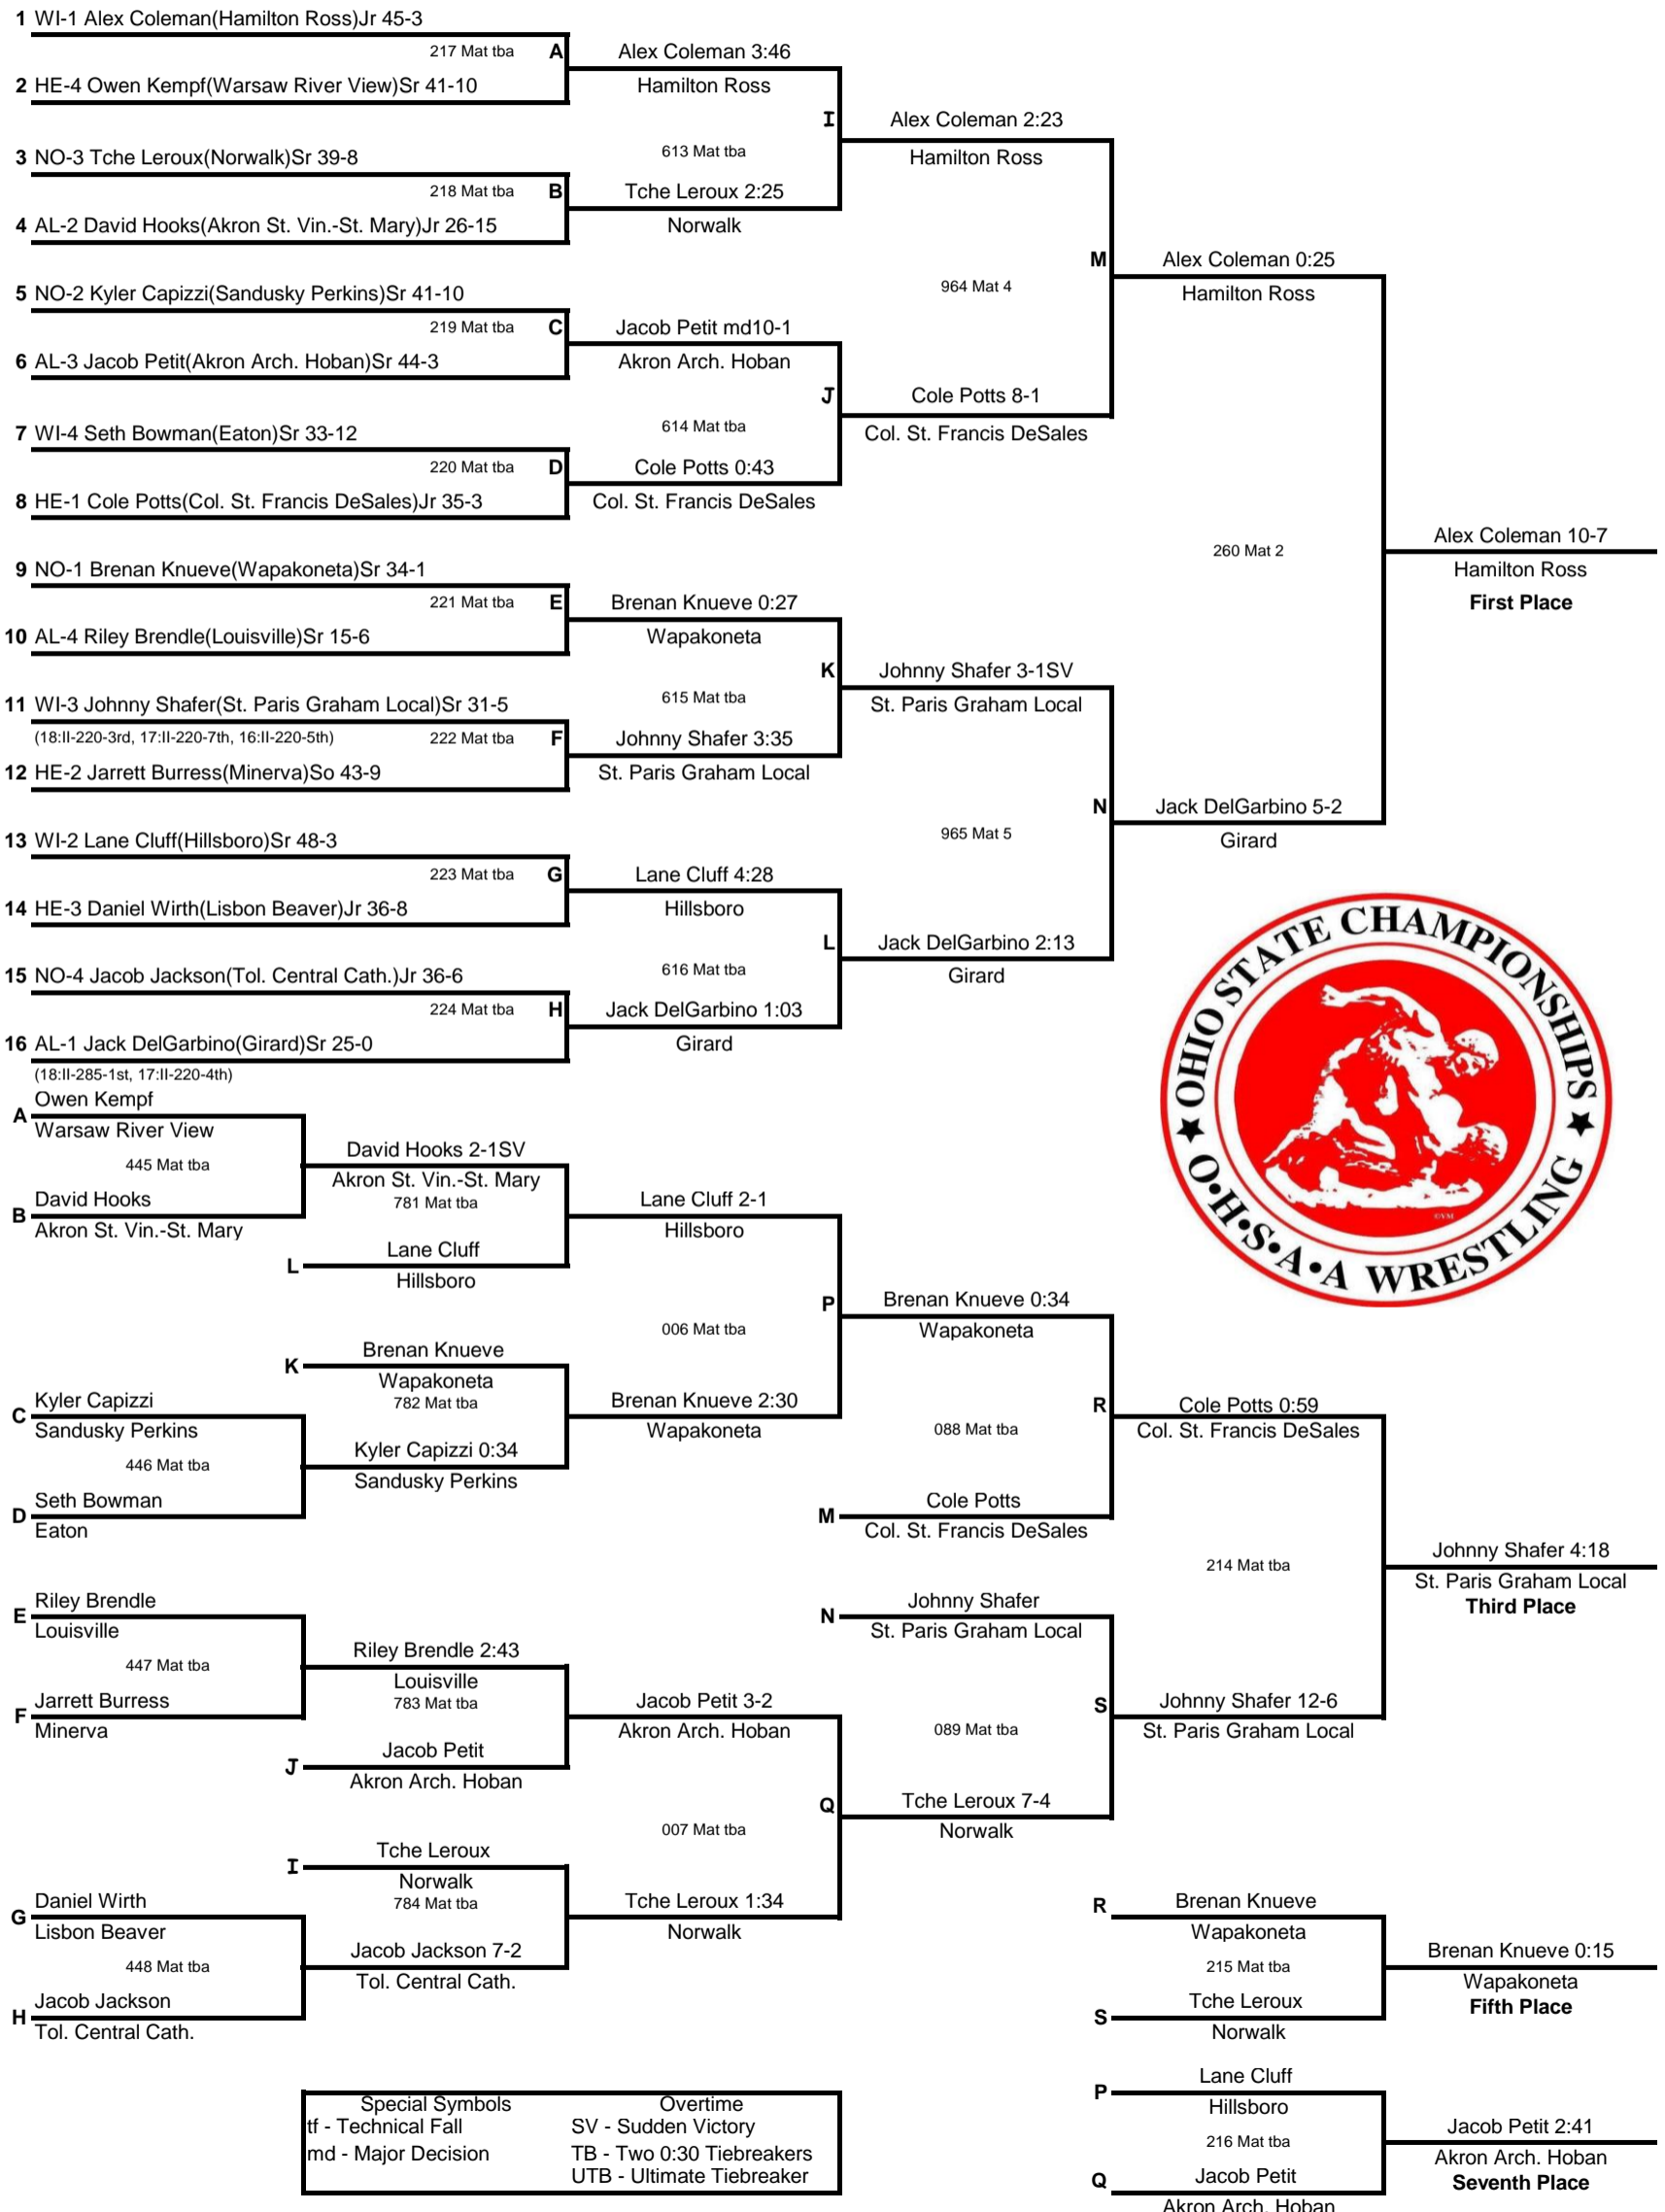 1 WI-1 Alex Coleman(Hamilton Ross)Jr 45-3
217 Mat tba A
Alex Coleman 3:46
2 HE-4 Owen Kempf(Warsaw River View)Sr 41-10
Hamilton Ross
I
Alex Coleman 2:23
3 NO-3 Tche Leroux(Norwalk)Sr 39-8
613 Mat tba
Hamilton Ross
218 Mat tba B
Tche Leroux 2:25
4 AL-2 David Hooks(Akron St. Vin.-St. Mary)Jr 26-15
Norwalk
M
Alex Coleman 0:25
5 NO-2 Kyler Capizzi(Sandusky Perkins)Sr 41-10
964 Mat 4
Hamilton Ross
219 Mat tba C
Jacob Petit md10-1
6 AL-3 Jacob Petit(Akron Arch. Hoban)Sr 44-3
Akron Arch. Hoban
J
Cole Potts 8-1
7 WI-4 Seth Bowman(Eaton)Sr 33-12
614 Mat tba
Col. St. Francis DeSales
220 Mat tba D
Cole Potts 0:43
8 HE-1 Cole Potts(Col. St. Francis DeSales)Jr 35-3
Col. St. Francis DeSales
260 Mat 2
Alex Coleman 10-7
Hamilton Ross
First Place
9 NO-1 Brenan Knueve(Wapakoneta)Sr 34-1
221 Mat tba E
Brenan Knueve 0:27
10 AL-4 Riley Brendle(Louisville)Sr 15-6
Wapakoneta
K
Johnny Shafer 3-1SV
11 WI-3 Johnny Shafer(St. Paris Graham Local)Sr 31-5
615 Mat tba
St. Paris Graham Local
(18:II-220-3rd, 17:II-220-7th, 16:II-220-5th)
222 Mat tba F
Johnny Shafer 3:35
12 HE-2 Jarrett Burress(Minerva)So 43-9
St. Paris Graham Local
N
Jack DelGarbino 5-2
13 WI-2 Lane Cluff(Hillsboro)Sr 48-3
965 Mat 5
Girard
223 Mat tba G
Lane Cluff 4:28
14 HE-3 Daniel Wirth(Lisbon Beaver)Jr 36-8
Hillsboro
L
Jack DelGarbino 2:13
15 NO-4 Jacob Jackson(Tol. Central Cath.)Jr 36-6
616 Mat tba
Girard
224 Mat tba H
Jack DelGarbino 1:03
16 AL-1 Jack DelGarbino(Girard)Sr 25-0
Girard
(18:II-285-1st, 17:II-220-4th)
OHIO STATE CHAMPIONSHIPS
★ ★
O•H•S•A•A WRESTLING
©VM
A Owen Kempf
Warsaw River View
445 Mat tba
David Hooks 2-1SV
Akron St. Vin.-St. Mary
B David Hooks
Akron St. Vin.-St. Mary
781 Mat tba
Lane Cluff 2-1
Hillsboro
L Lane Cluff
Hillsboro
P
Brenan Knueve 0:34
Wapakoneta
006 Mat tba
K Brenan Knueve
Wapakoneta
782 Mat tba
Brenan Knueve 2:30
Wapakoneta
C Kyler Capizzi
Sandusky Perkins
446 Mat tba
Kyler Capizzi 0:34
Sandusky Perkins
D Seth Bowman
Eaton
R
Cole Potts 0:59
Col. St. Francis DeSales
088 Mat tba
M Cole Potts
Col. St. Francis DeSales
214 Mat tba
Johnny Shafer 4:18
St. Paris Graham Local
Third Place
E Riley Brendle
Louisville
N Johnny Shafer
St. Paris Graham Local
447 Mat tba
Riley Brendle 2:43
Louisville
F Jarrett Burress
Minerva
783 Mat tba
Jacob Petit 3-2
Akron Arch. Hoban
089 Mat tba
S
Johnny Shafer 12-6
St. Paris Graham Local
J Jacob Petit
Akron Arch. Hoban
Q
Tche Leroux 7-4
Norwalk
007 Mat tba
I Tche Leroux
Norwalk
784 Mat tba
Tche Leroux 1:34
Norwalk
G Daniel Wirth
Lisbon Beaver
448 Mat tba
Jacob Jackson 7-2
Tol. Central Cath.
H Jacob Jackson
Tol. Central Cath.
R Brenan Knueve
Wapakoneta
215 Mat tba
Brenan Knueve 0:15
Wapakoneta
Fifth Place
S Tche Leroux
Norwalk
P Lane Cluff
Hillsboro
216 Mat tba
Jacob Petit 2:41
Akron Arch. Hoban
Seventh Place
Q Jacob Petit
Akron Arch. Hoban
Special Symbols
tf - Technical Fall
md - Major Decision
Overtime
SV - Sudden Victory
TB - Two 0:30 Tiebreakers
UTB - Ultimate Tiebreaker